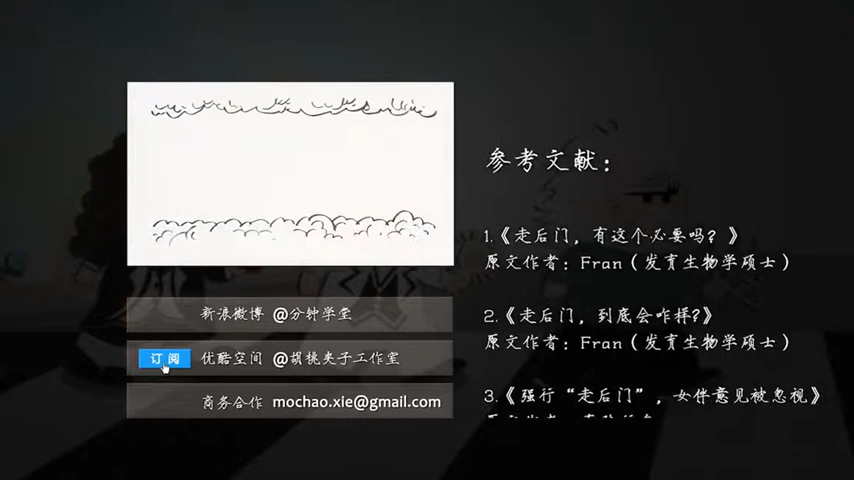 参考文献：
1.《走后门，有这个必要吗？》
原文作者：Fran（发育生物学硕士）
2.《走后门，到底会咋样？》
原文作者：Fran（发育生物学硕士）
3.《强行“走后门”，女伴意见被忽视》
新浪微博 @分钟学堂
订阅 优酷空间 @胡桃夹子工作室
商务合作 mochao.xie@gmail.com